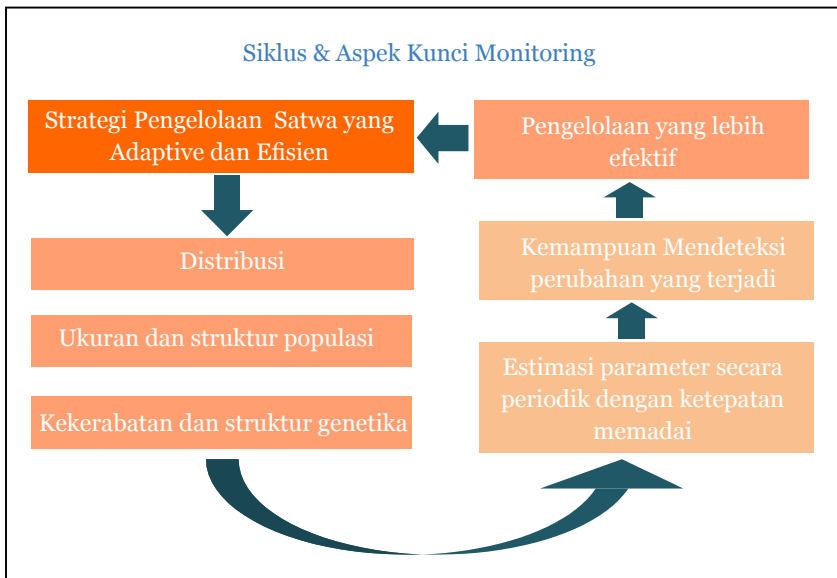 Siklus & Aspek Kunci Monitoring
Strategi Pengelolaan Satwa yang
Adaptive dan Efisien
Distribusi
Ukuran dan struktur populasi
Kekerabatan dan struktur genetika
Estimasi parameter secara
periodik dengan ketepatan
memadai
Kemampuan Mendeteksi
perubahan yang terjadi
Pengelolaan yang lebih
efektif